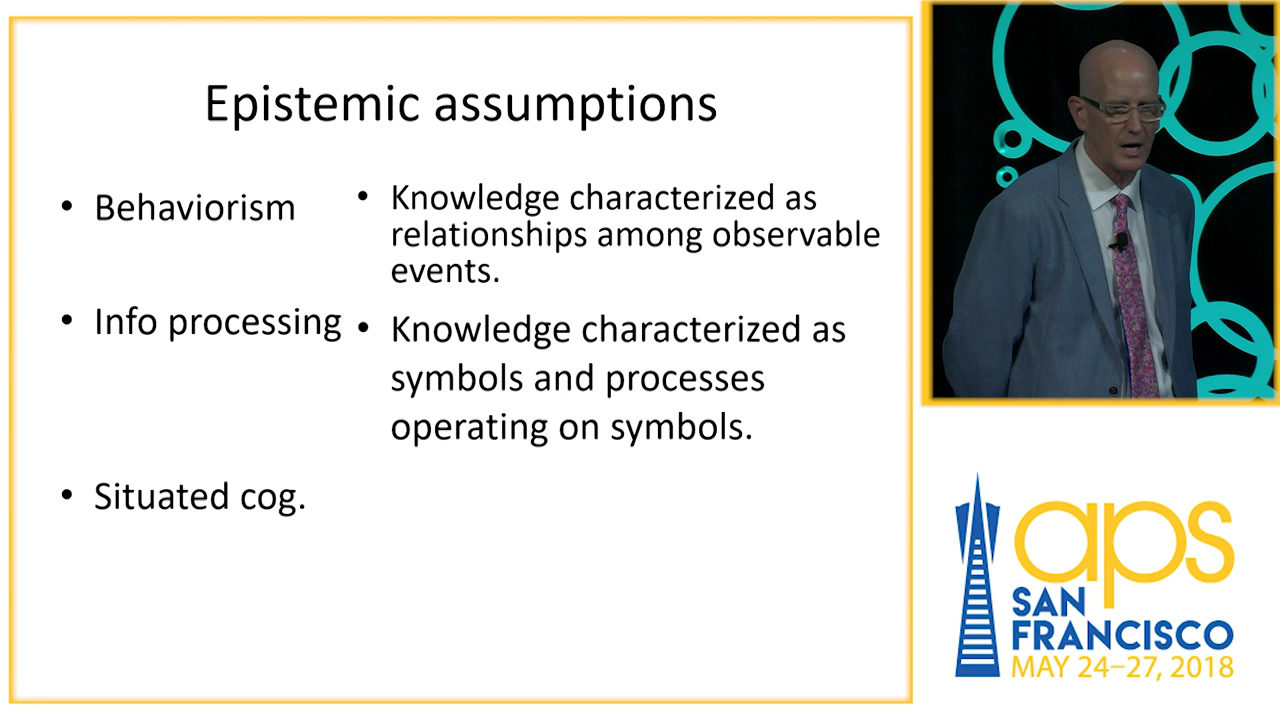 Epistemic assumptions
• Behaviorism
• Knowledge characterized as
relationships among observable
events.
• Info processing
• Knowledge characterized as
symbols and processes
operating on symbols.
• Situated cog.
aps
SAN
FRANCISCO
MAY 24–27, 2018